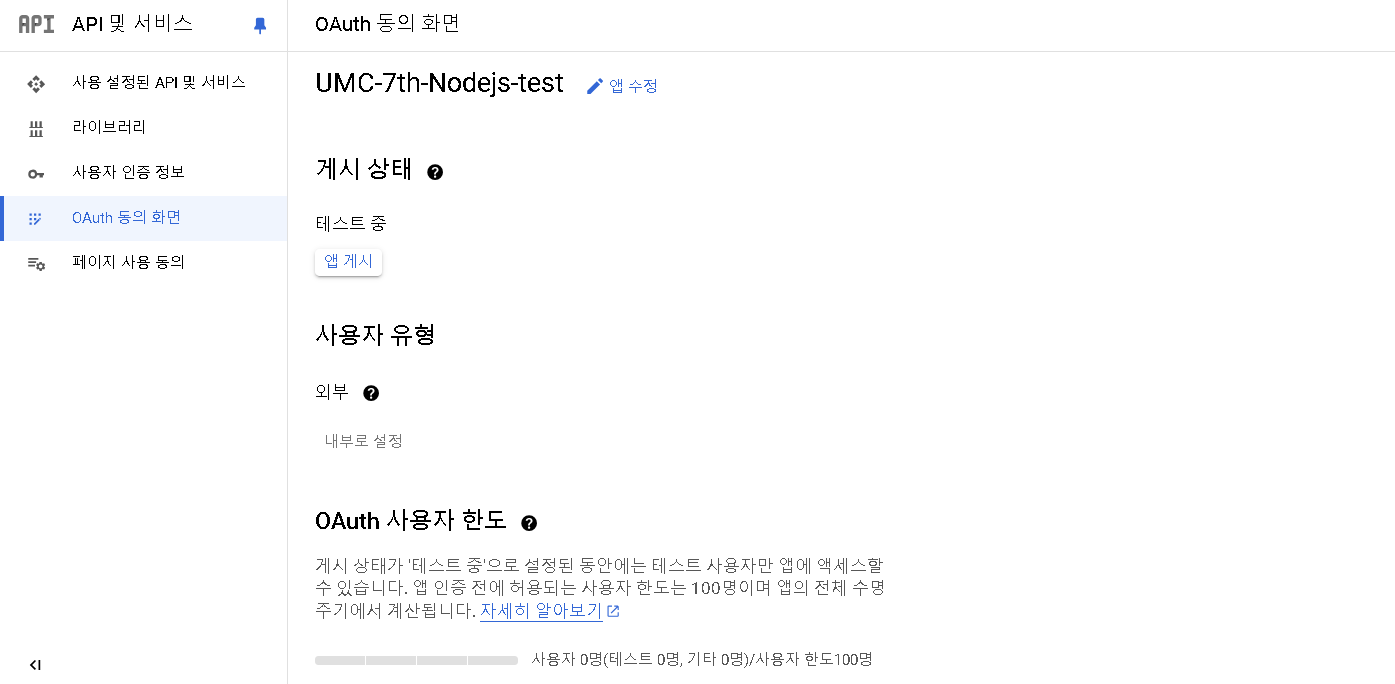 API API 및 서비스
OAuth 동의 화면
사용 설정된 API 및 서비스
라이브러리
사용자 인증 정보
OAuth 동의 화면
페이지 사용 동의
UMC-7th-Nodejs-test
앱 수정
게시 상태
테스트 중
앱 게시
사용자 유형
외부
내부로 설정
OAuth 사용자 한도
게시 상태가 '테스트 중'으로 설정된 동안에는 테스트 사용자만 앱에 액세스할
수 있습니다. 앱 인증 전에 허용되는 사용자 한도는 100명이며 앱의 전체 수명
주기에서 계산됩니다. 자세히 알아보기
사용자 0명(테스트 0명, 기타 0명)/사용자 한도100명